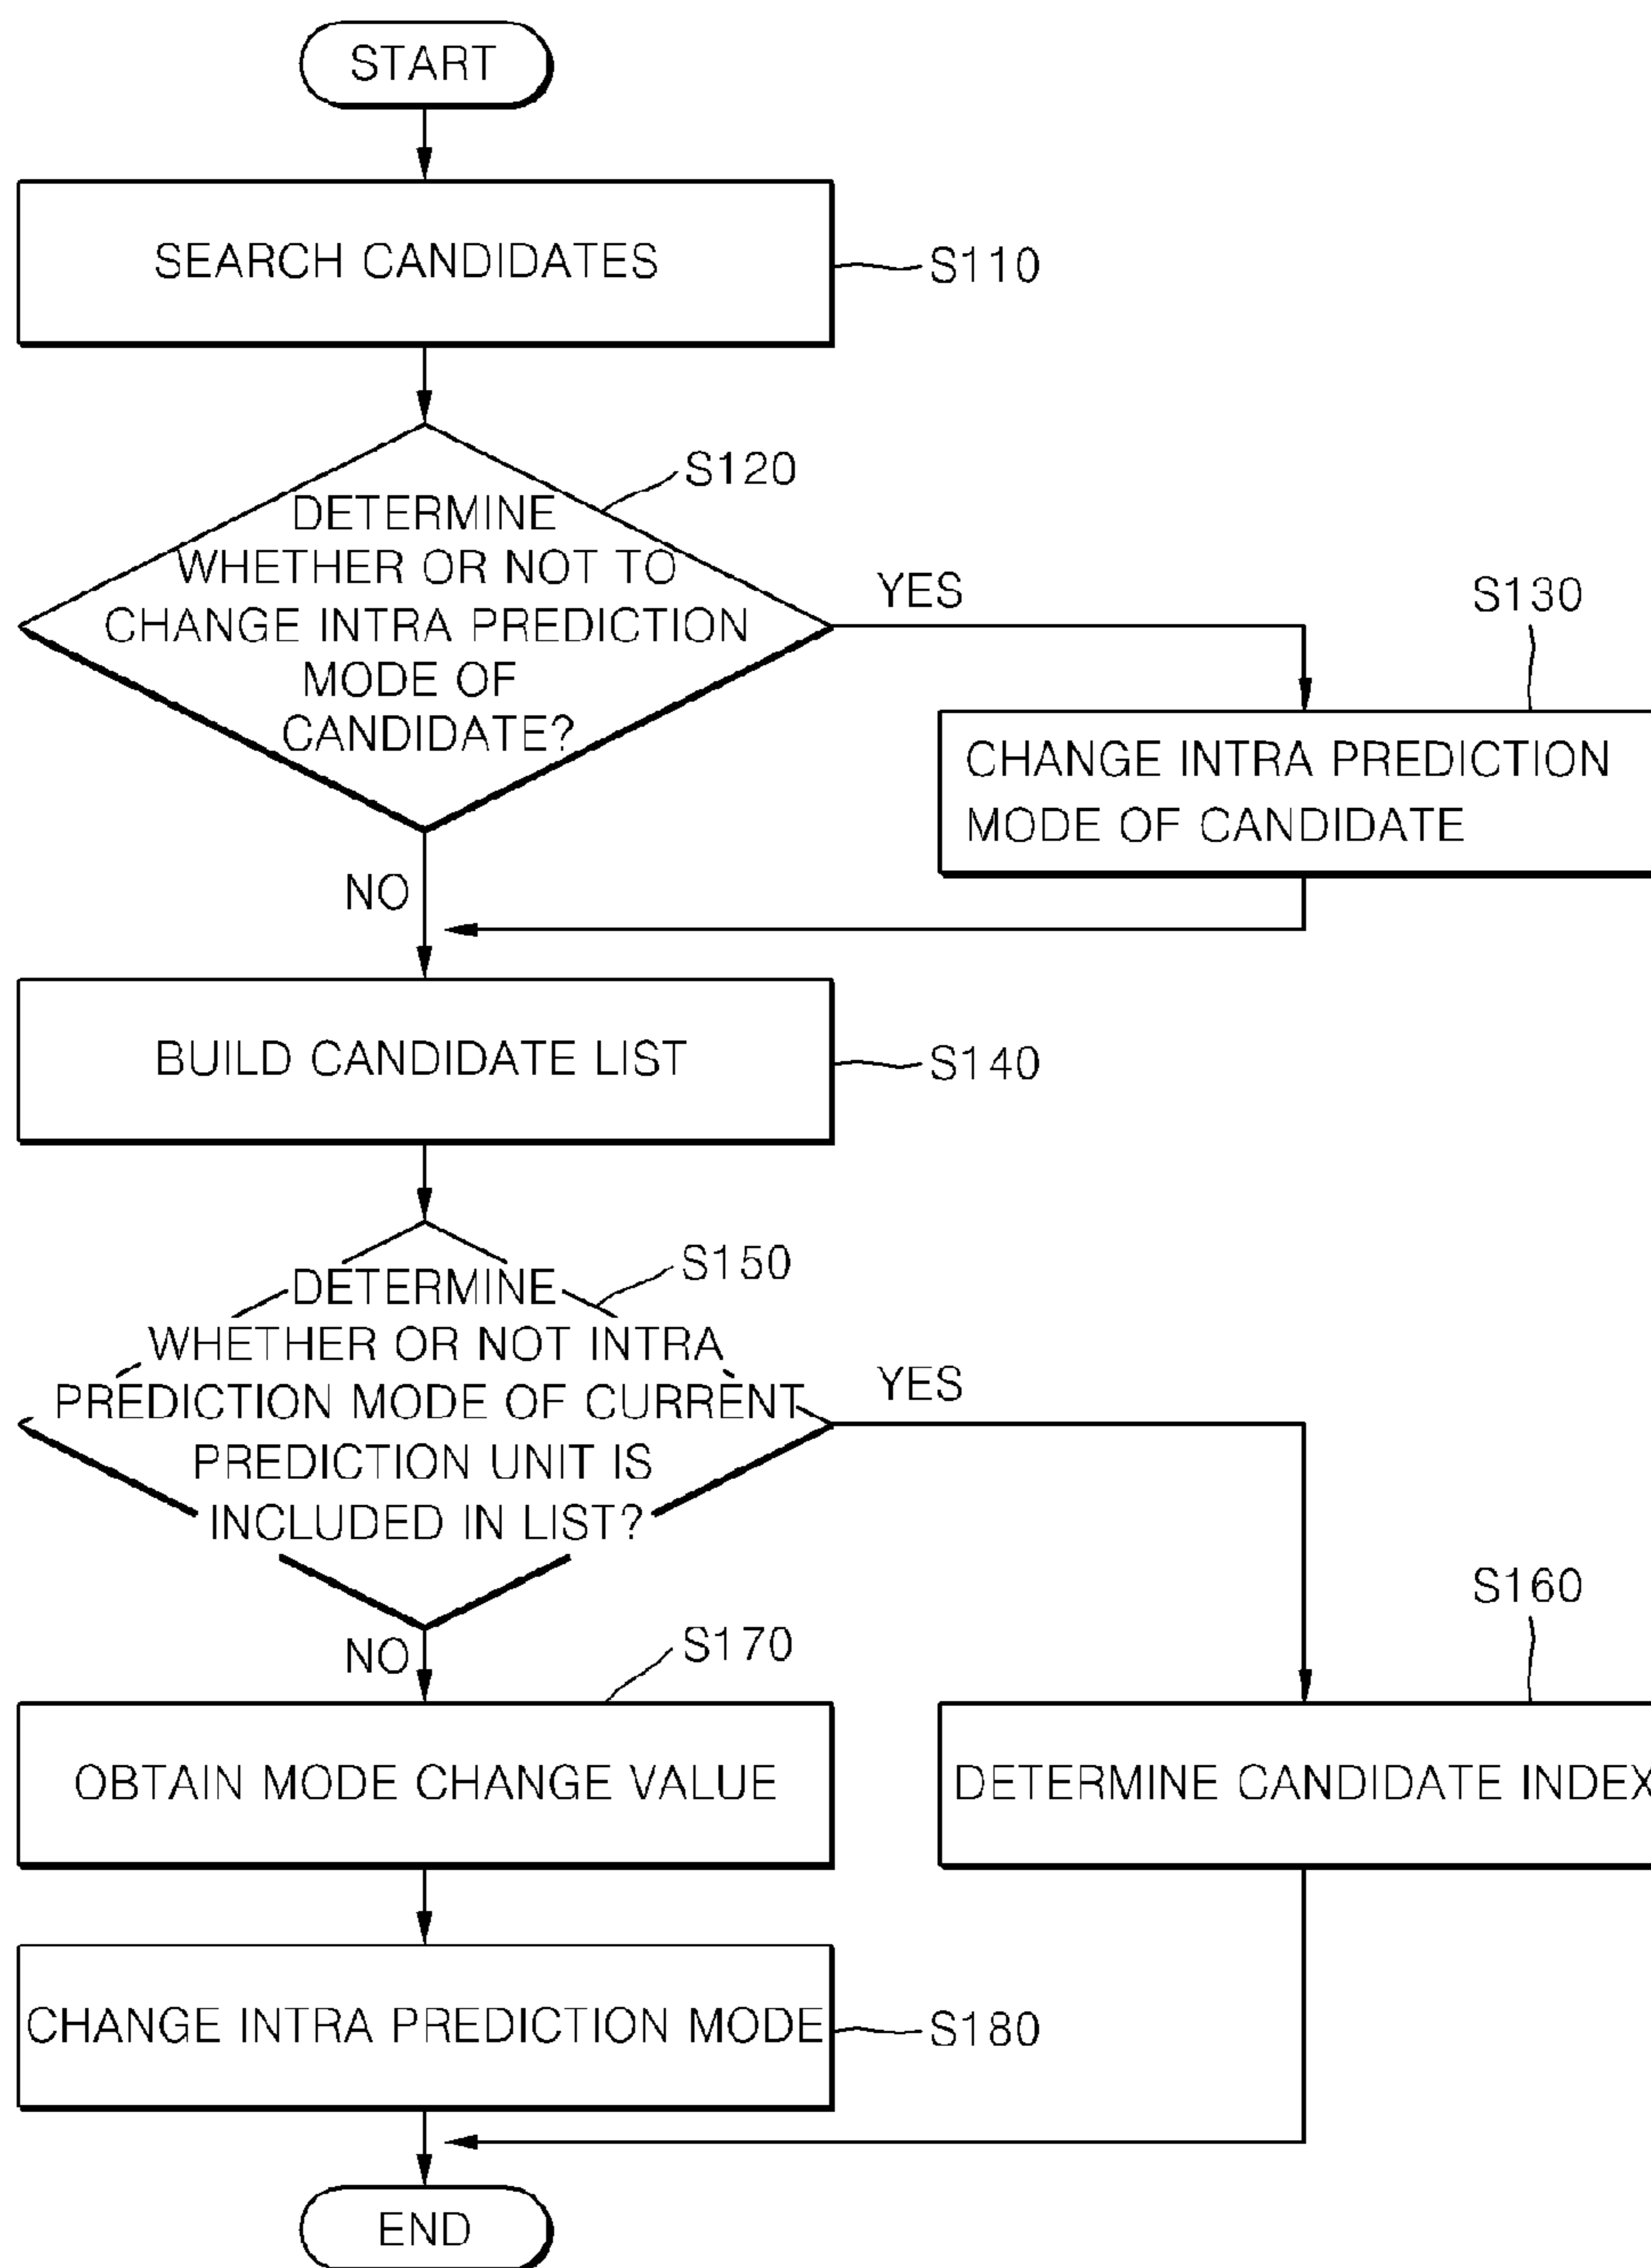 START
SEARCH CANDIDATES
S110
S120
DETERMINE
WHETHER OR NOT TO
CHANGE INTRA PREDICTION
MODE OF
CANDIDATE?
YES
S130
CHANGE INTRA PREDICTION
MODE OF CANDIDATE
NO
BUILD CANDIDATE LIST
S140
S150
DETERMINE
WHETHER OR NOT INTRA
PREDICTION MODE OF CURRENT
PREDICTION UNIT IS
INCLUDED IN LIST?
YES
S160
NO
S170
OBTAIN MODE CHANGE VALUE
DETERMINE CANDIDATE INDEX
CHANGE INTRA PREDICTION MODE
S180
END